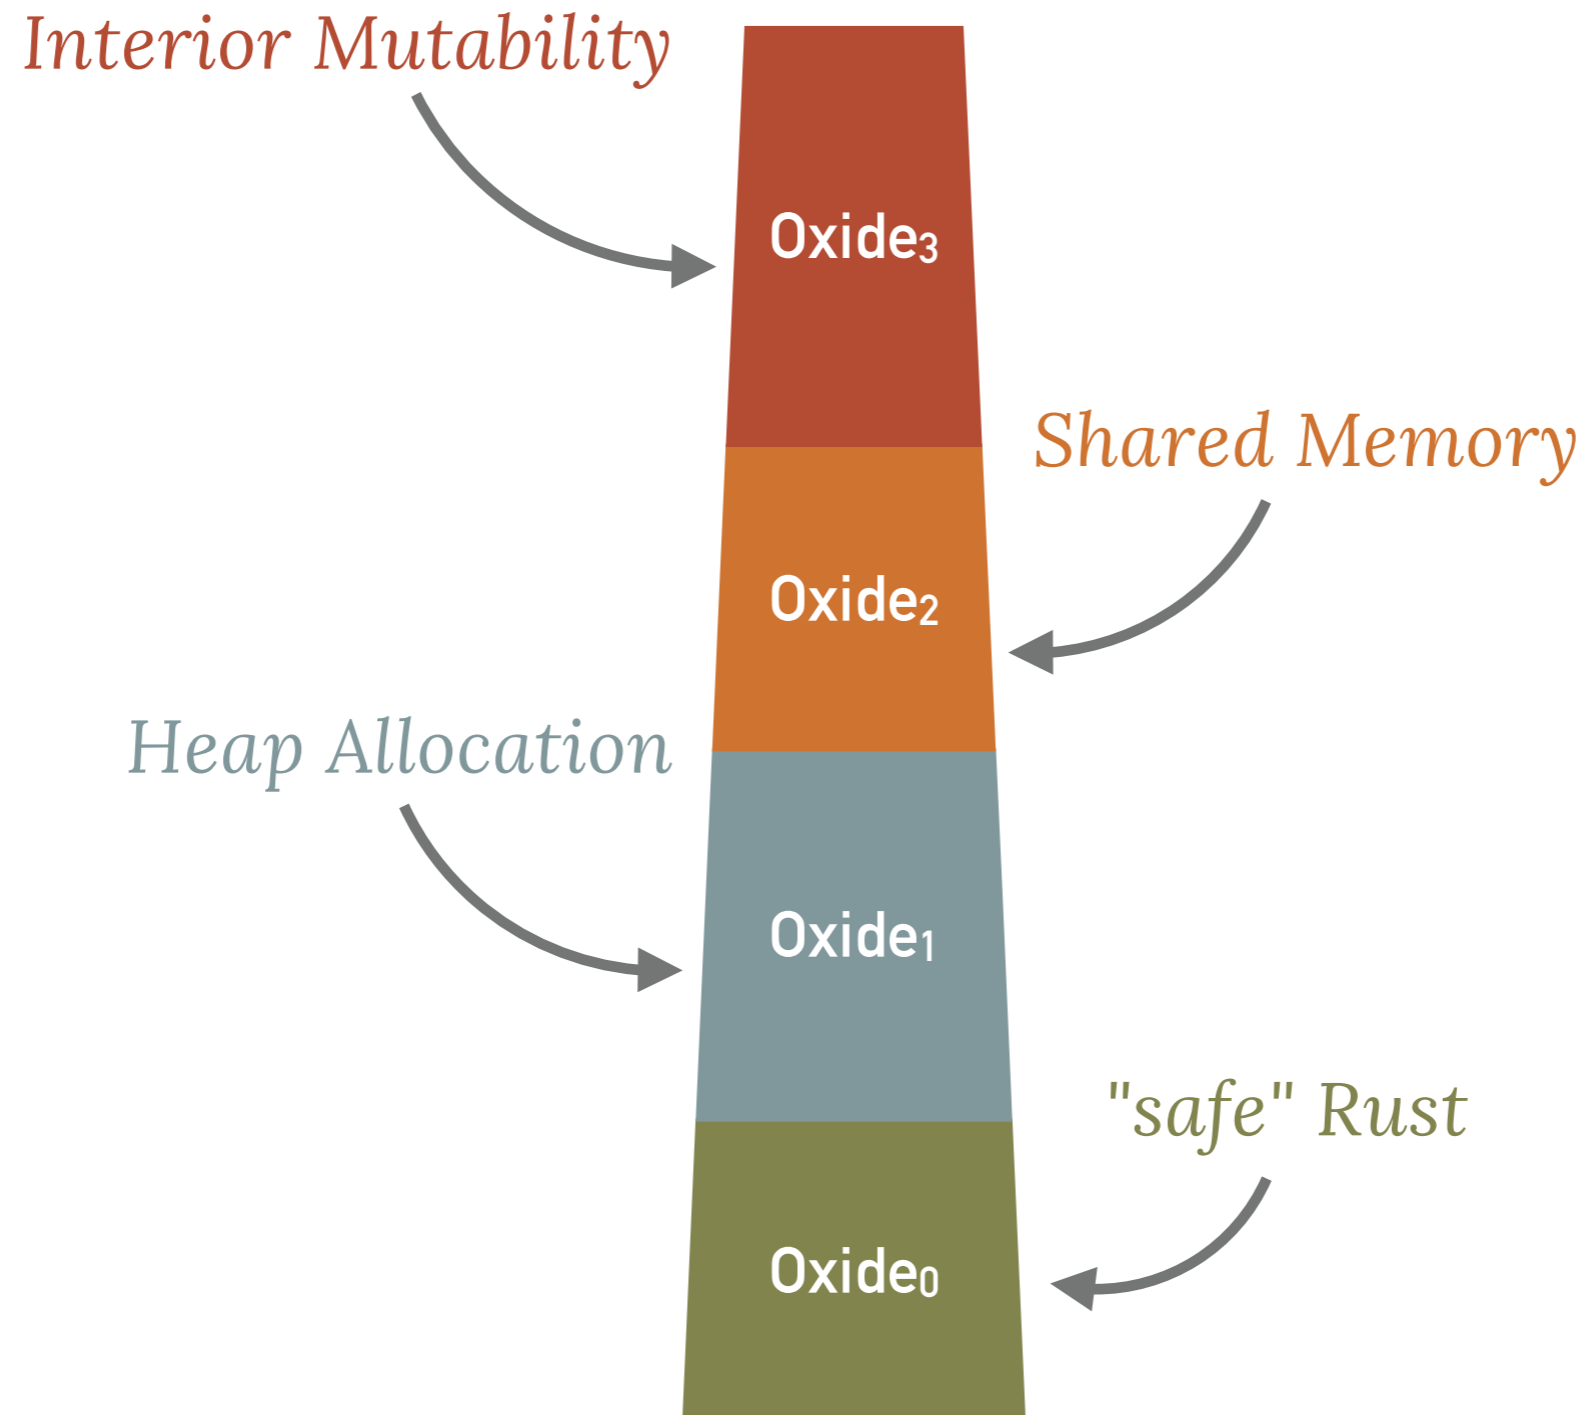 Interior Mutability
Oxide₃
Shared Memory
Oxide₂
Heap Allocation
Oxide₁
"safe" Rust
Oxide₀